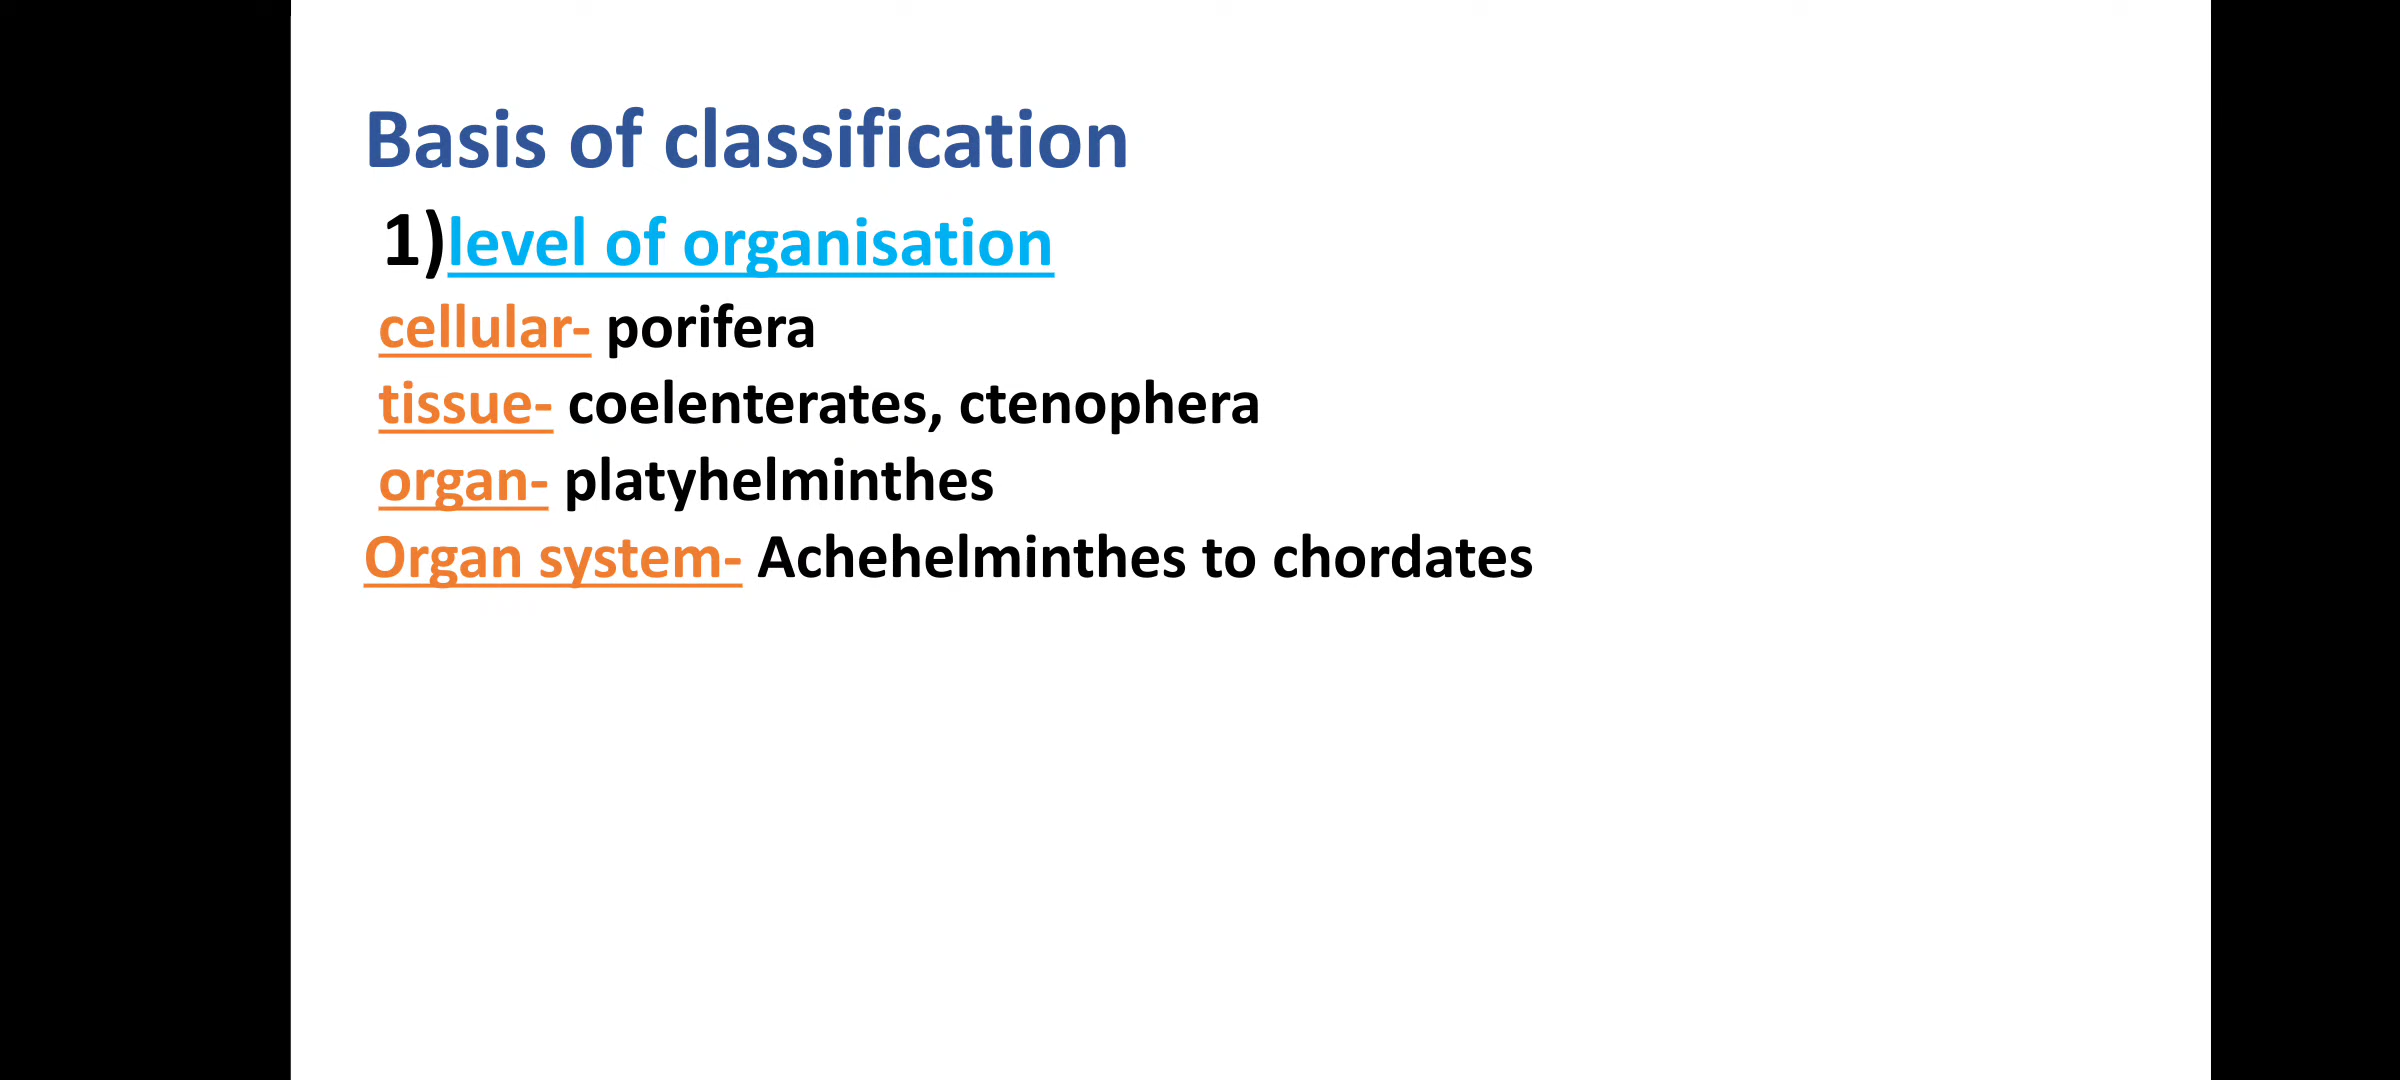 Basis of classification
1)level of organisation
cellular- porifera
tissue- coelenterates, ctenophera
organ- platyhelminthes
Organ system- Achehelminthes to chordates